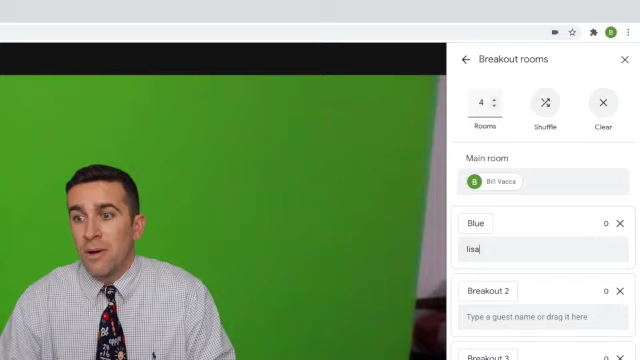 B
Breakout rooms
4
Rooms
Shuffle
Clear
Main room
B Bill Vacca
Blue
0
lisa
Breakout 2
0
Type a guest name or drag it here
Breakout 3
0